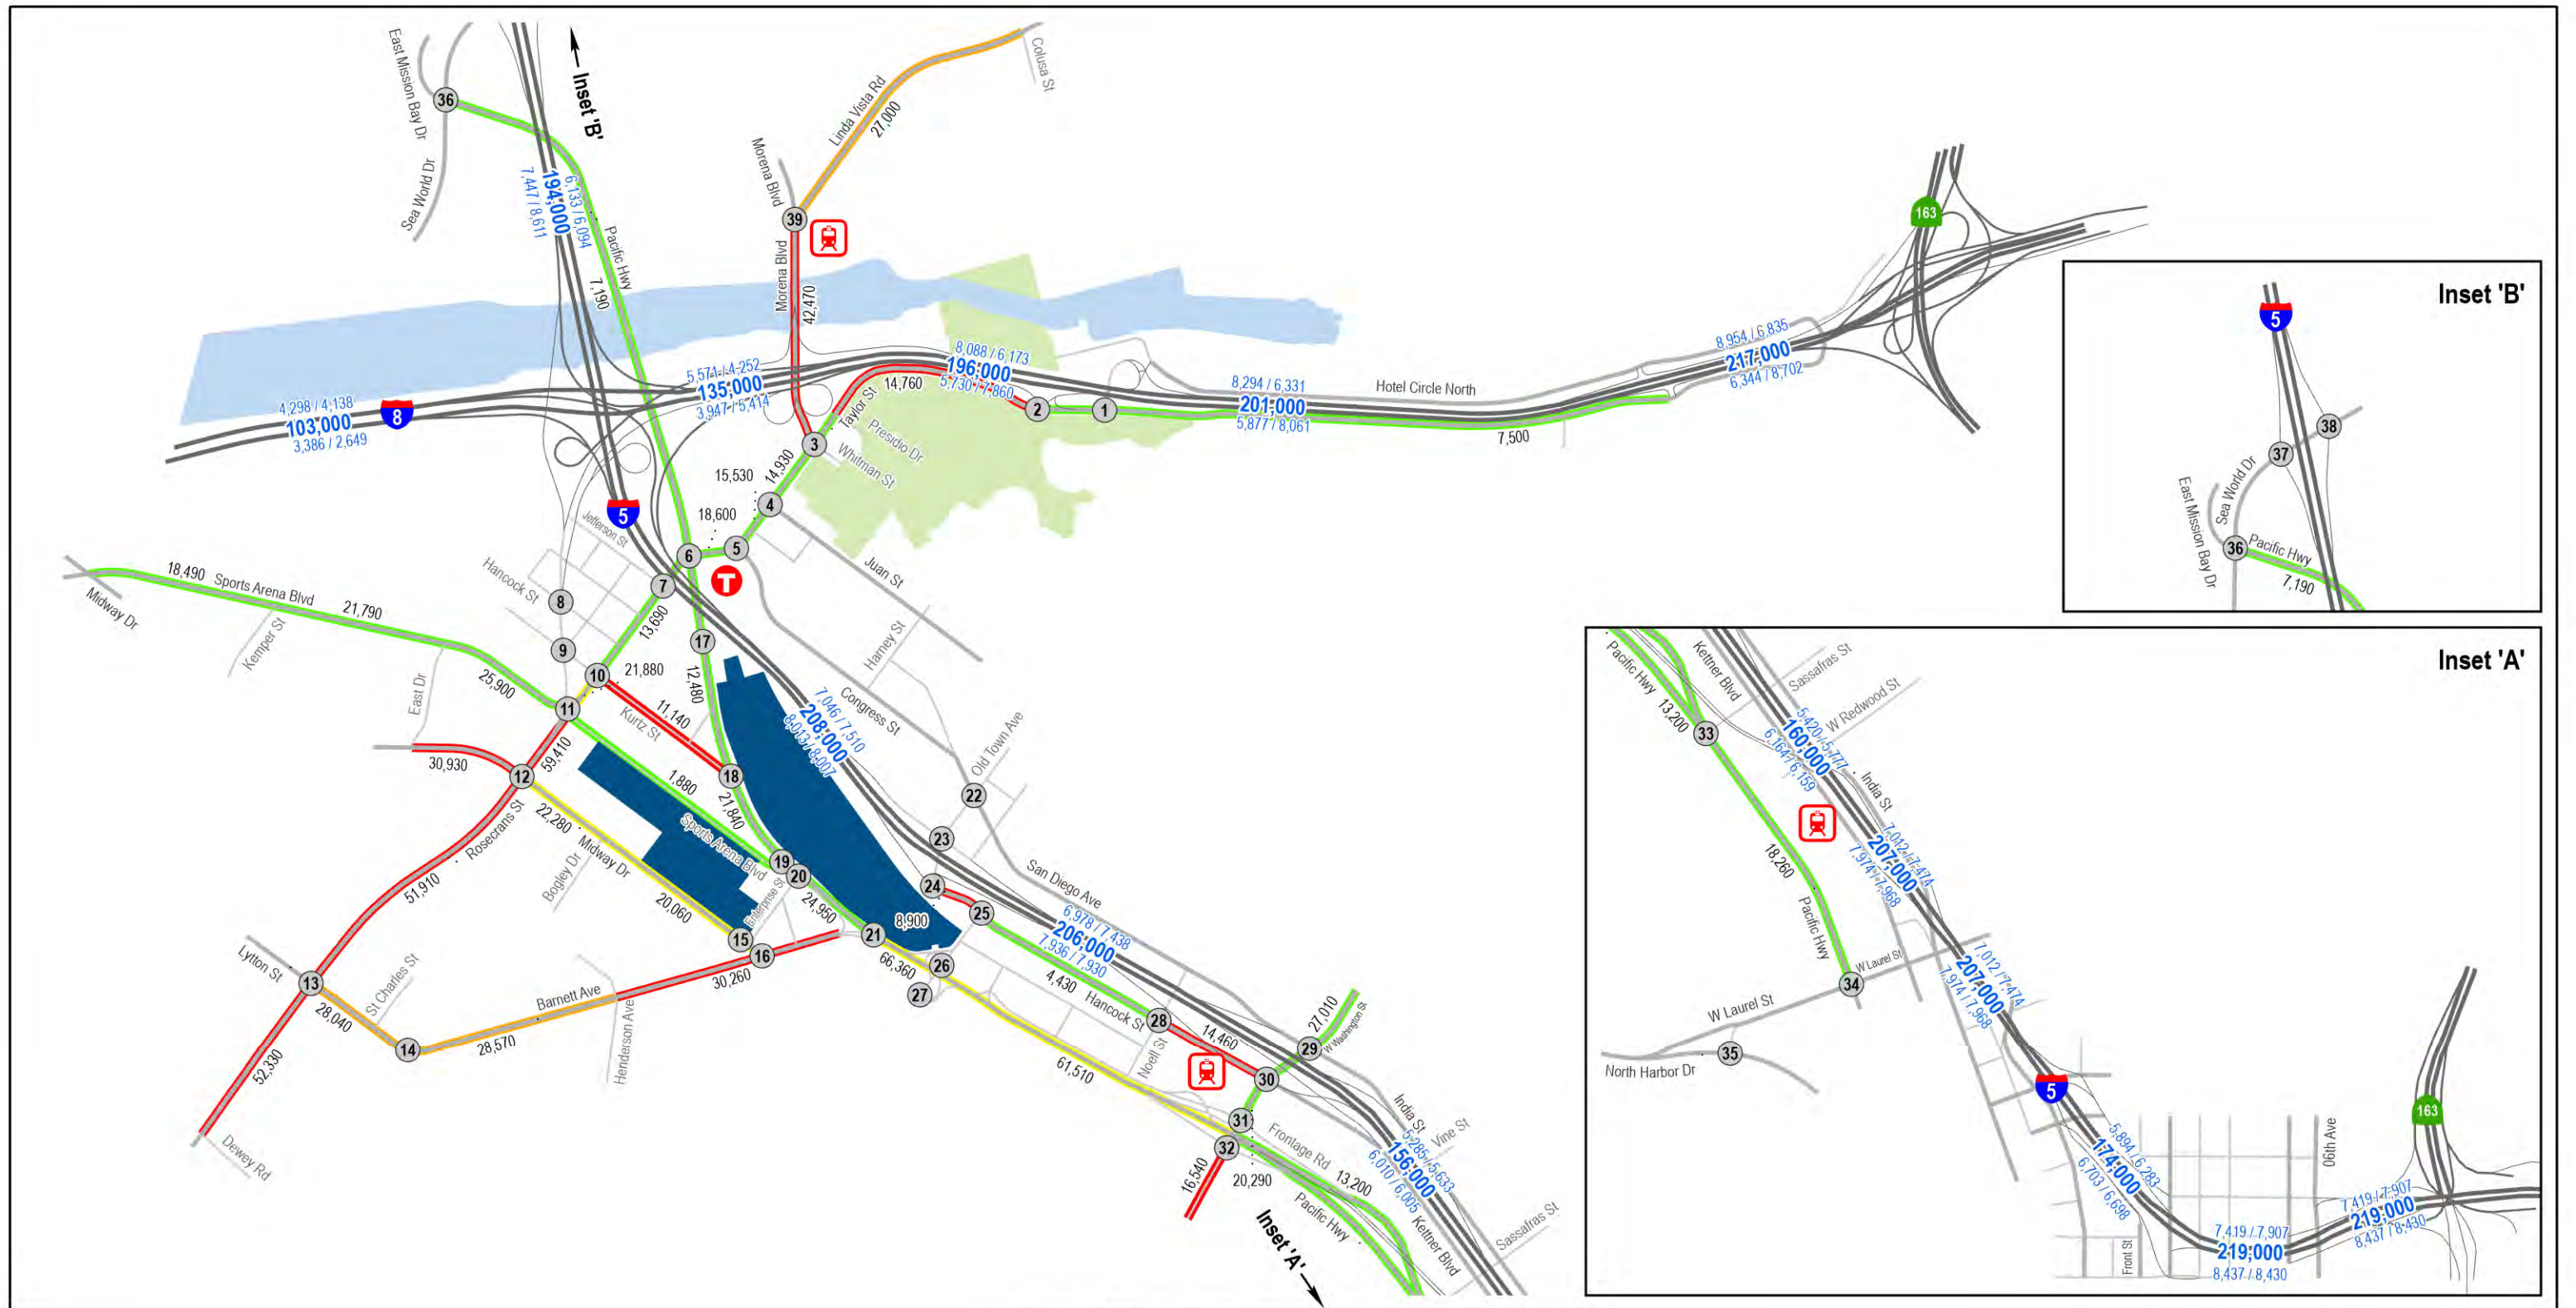 East Mission Bay Dr
Sea World Dr
36
← Inset 'B'
194,000
6,133 / 6,094
7,447 / 8,611
Pacific Hwy
7,190
Colusa St
Linda Vista Rd
27,000
Morena Blvd
39
Morena Blvd
42,470
163
4,298 / 4,138
103,000
3,386 / 2,649
8
5,571 / 4,252
135,000
3,947 / 5,414
8,088 / 6,173
196,000
5,730 / 7,860
14,760
Taylor St
2
1
8,294 / 6,331
201,000
5,877 / 8,061
Hotel Circle North
7,500
8,954 / 6,835
217,000
6,344 / 8,702
3
Presidio Dr
Whitman St
14,930
15,530
4
18,600
5
6
7
5
T
Jefferson St
Hancock St
8
9
Juan St
Harney St
Congress St
Old Town Ave
Midway Dr
18,490
Sports Arena Blvd
21,790
Kemper St
25,900
East Dr
30,930
13,690
10
21,880
11
17
12,480
Kurtz St
11,140
18
208,000
7,046 / 7,510
8,013 / 8,007
59,410
12
1,880
Sports Arena Blvd
21,840
19
20
22,280
Midway Dr
Bogley Dr
20,060
Enterprise St
15
16
24,950
21
22
23
24
25
8,900
66,360
26
27
Rosecrans St
51,910
Lytton St
13
St Charles St
28,040
14
28,570
Barnett Ave
Henderson Ave
30,260
52,330
Dewey Rd
San Diego Ave
6,978 / 7,438
206,000
7,936 / 7,930
4,430
Hancock St
28
Noell St
14,460
29
27,010
W Washington St
30
31
32
61,510
16,540
20,290
Frontage Rd
13,200
Pacific Hwy
India St
Vine St
5,285 / 5,633
156,000
6,010 / 6,005
Kettner Blvd
Sassafras St
Inset 'A' →
Inset 'B'
5
38
37
Sea World Dr
East Mission Bay Dr
36
Pacific Hwy
7,190
Inset 'A'
Pacific Hwy
Kettner Blvd
Sassafras St
W Redwood St
13,200
33
5,420 / 5,777
160,000
6,164 / 6,159
India St
18,260
7,012 / 7,474
207,000
7,974 / 7,968
Pacific Hwy
W Laurel St
34
W Laurel St
35
North Harbor Dr
7,012 / 7,474
207,000
7,974 / 7,968
5
5,894 / 6,283
174,000
6,703 / 6,698
Front St
06th Ave
163
7,419 / 7,907
219,000
8,437 / 8,430
7,419 / 7,907
219,000
8,437 / 8,430